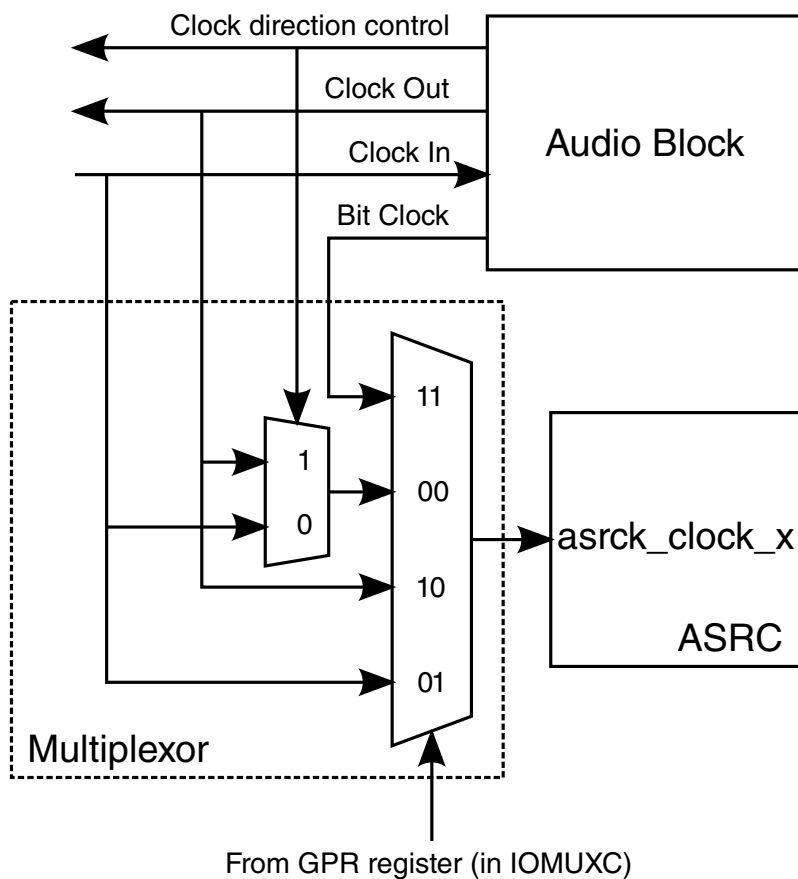 Clock direction control
Clock Out
Audio Block
Clock In
Bit Clock
11
1
00
0
asrck_clock_x
10
ASRC
01
Multiplexor
From GPR register (in IOMUXC)